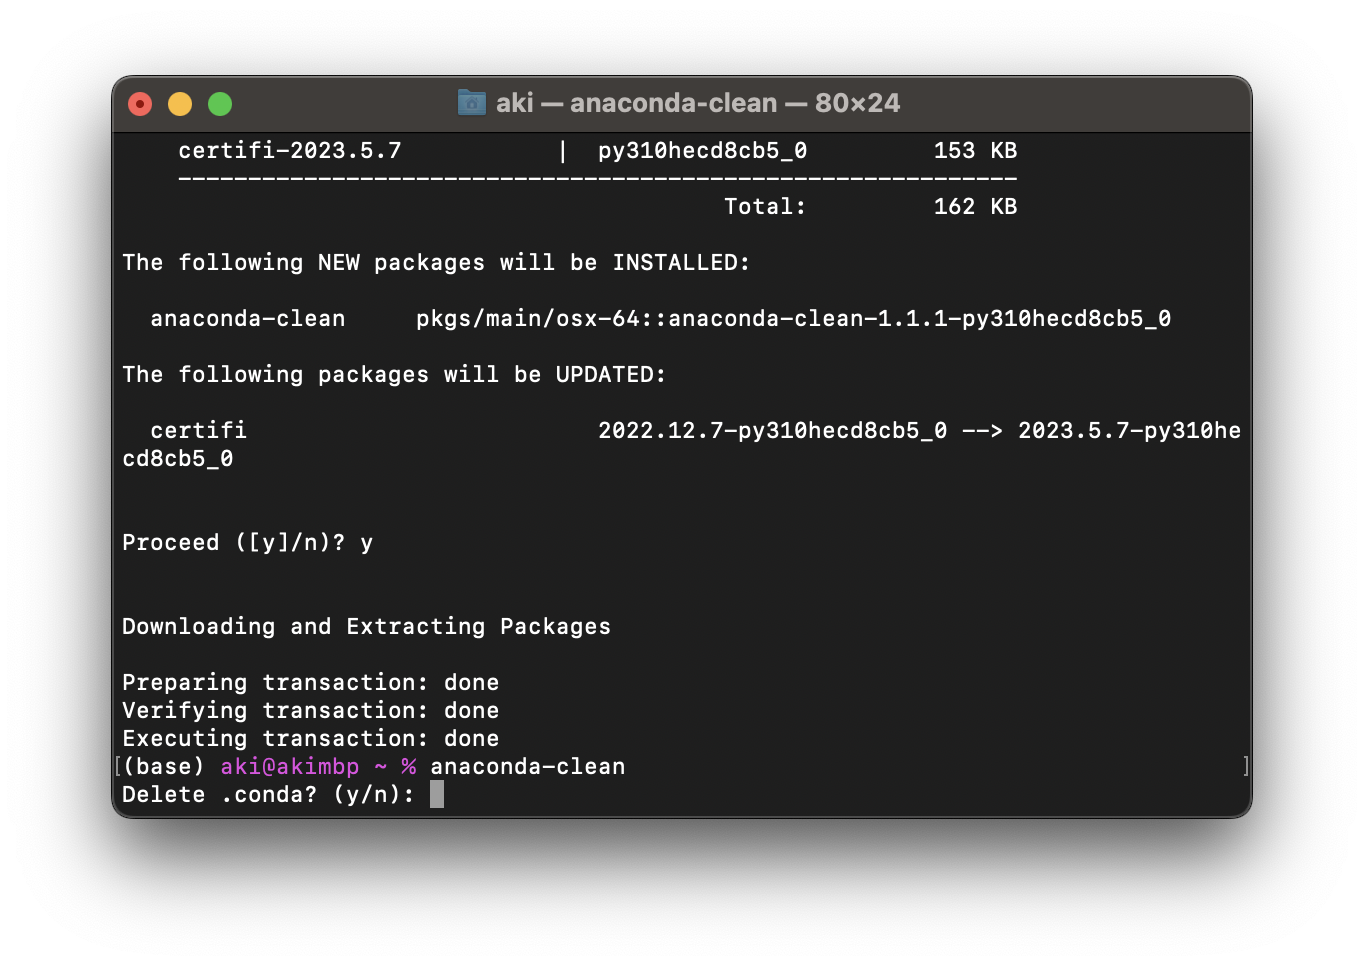 aki — anaconda-clean — 80×24
certifi-2023.5.7 | py310hecd8cb5_0 153 KB
------------------------------------------------------------
Total: 162 KB
The following NEW packages will be INSTALLED:
anaconda-clean pkgs/main/osx-64::anaconda-clean-1.1.1-py310hecd8cb5_0
The following packages will be UPDATED:
certifi 2022.12.7-py310hecd8cb5_0 --> 2023.5.7-py310he
cd8cb5_0
Proceed ([y]/n)? y
Downloading and Extracting Packages
Preparing transaction: done
Verifying transaction: done
Executing transaction: done
[(base) aki@akimbp ~ % anaconda-clean ]
Delete .conda? (y/n):